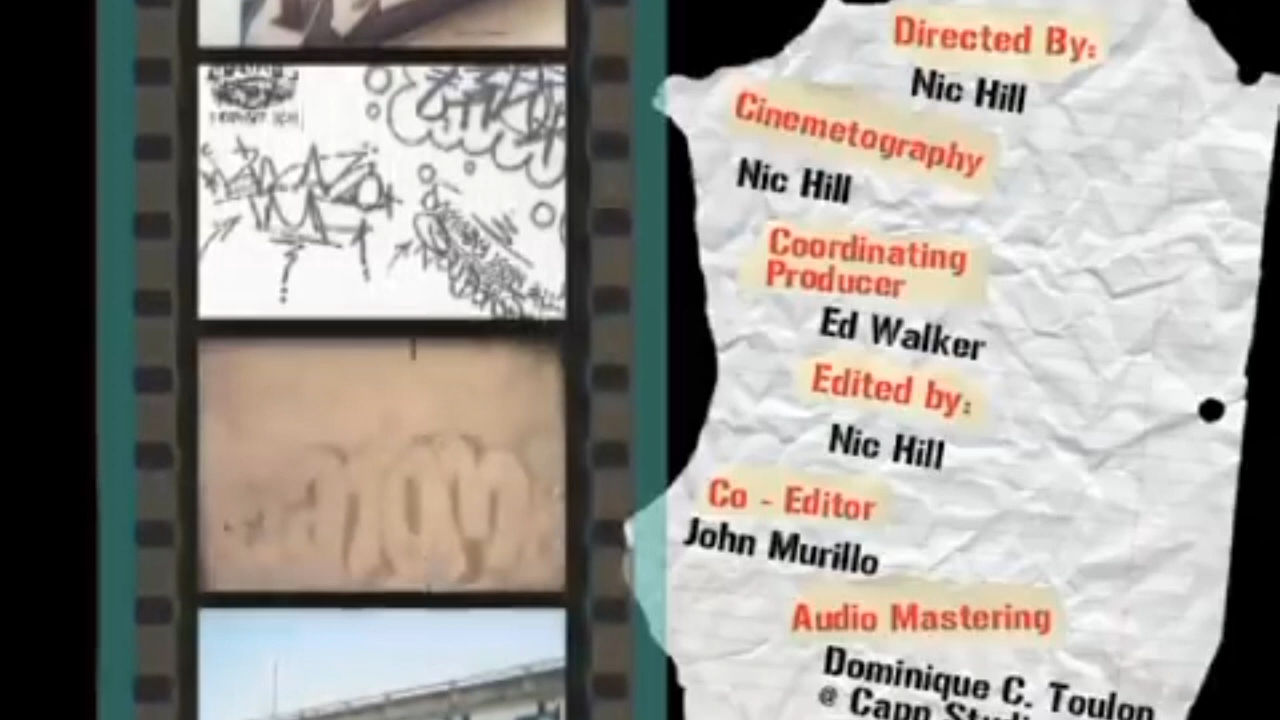 Directed By:
Nic Hill
Cinemetography
Nic Hill
Coordinating
Producer
Ed Walker
Edited by:
Nic Hill
Co - Editor
John Murillo
Audio Mastering
Dominique C. Toulon
@ Capp